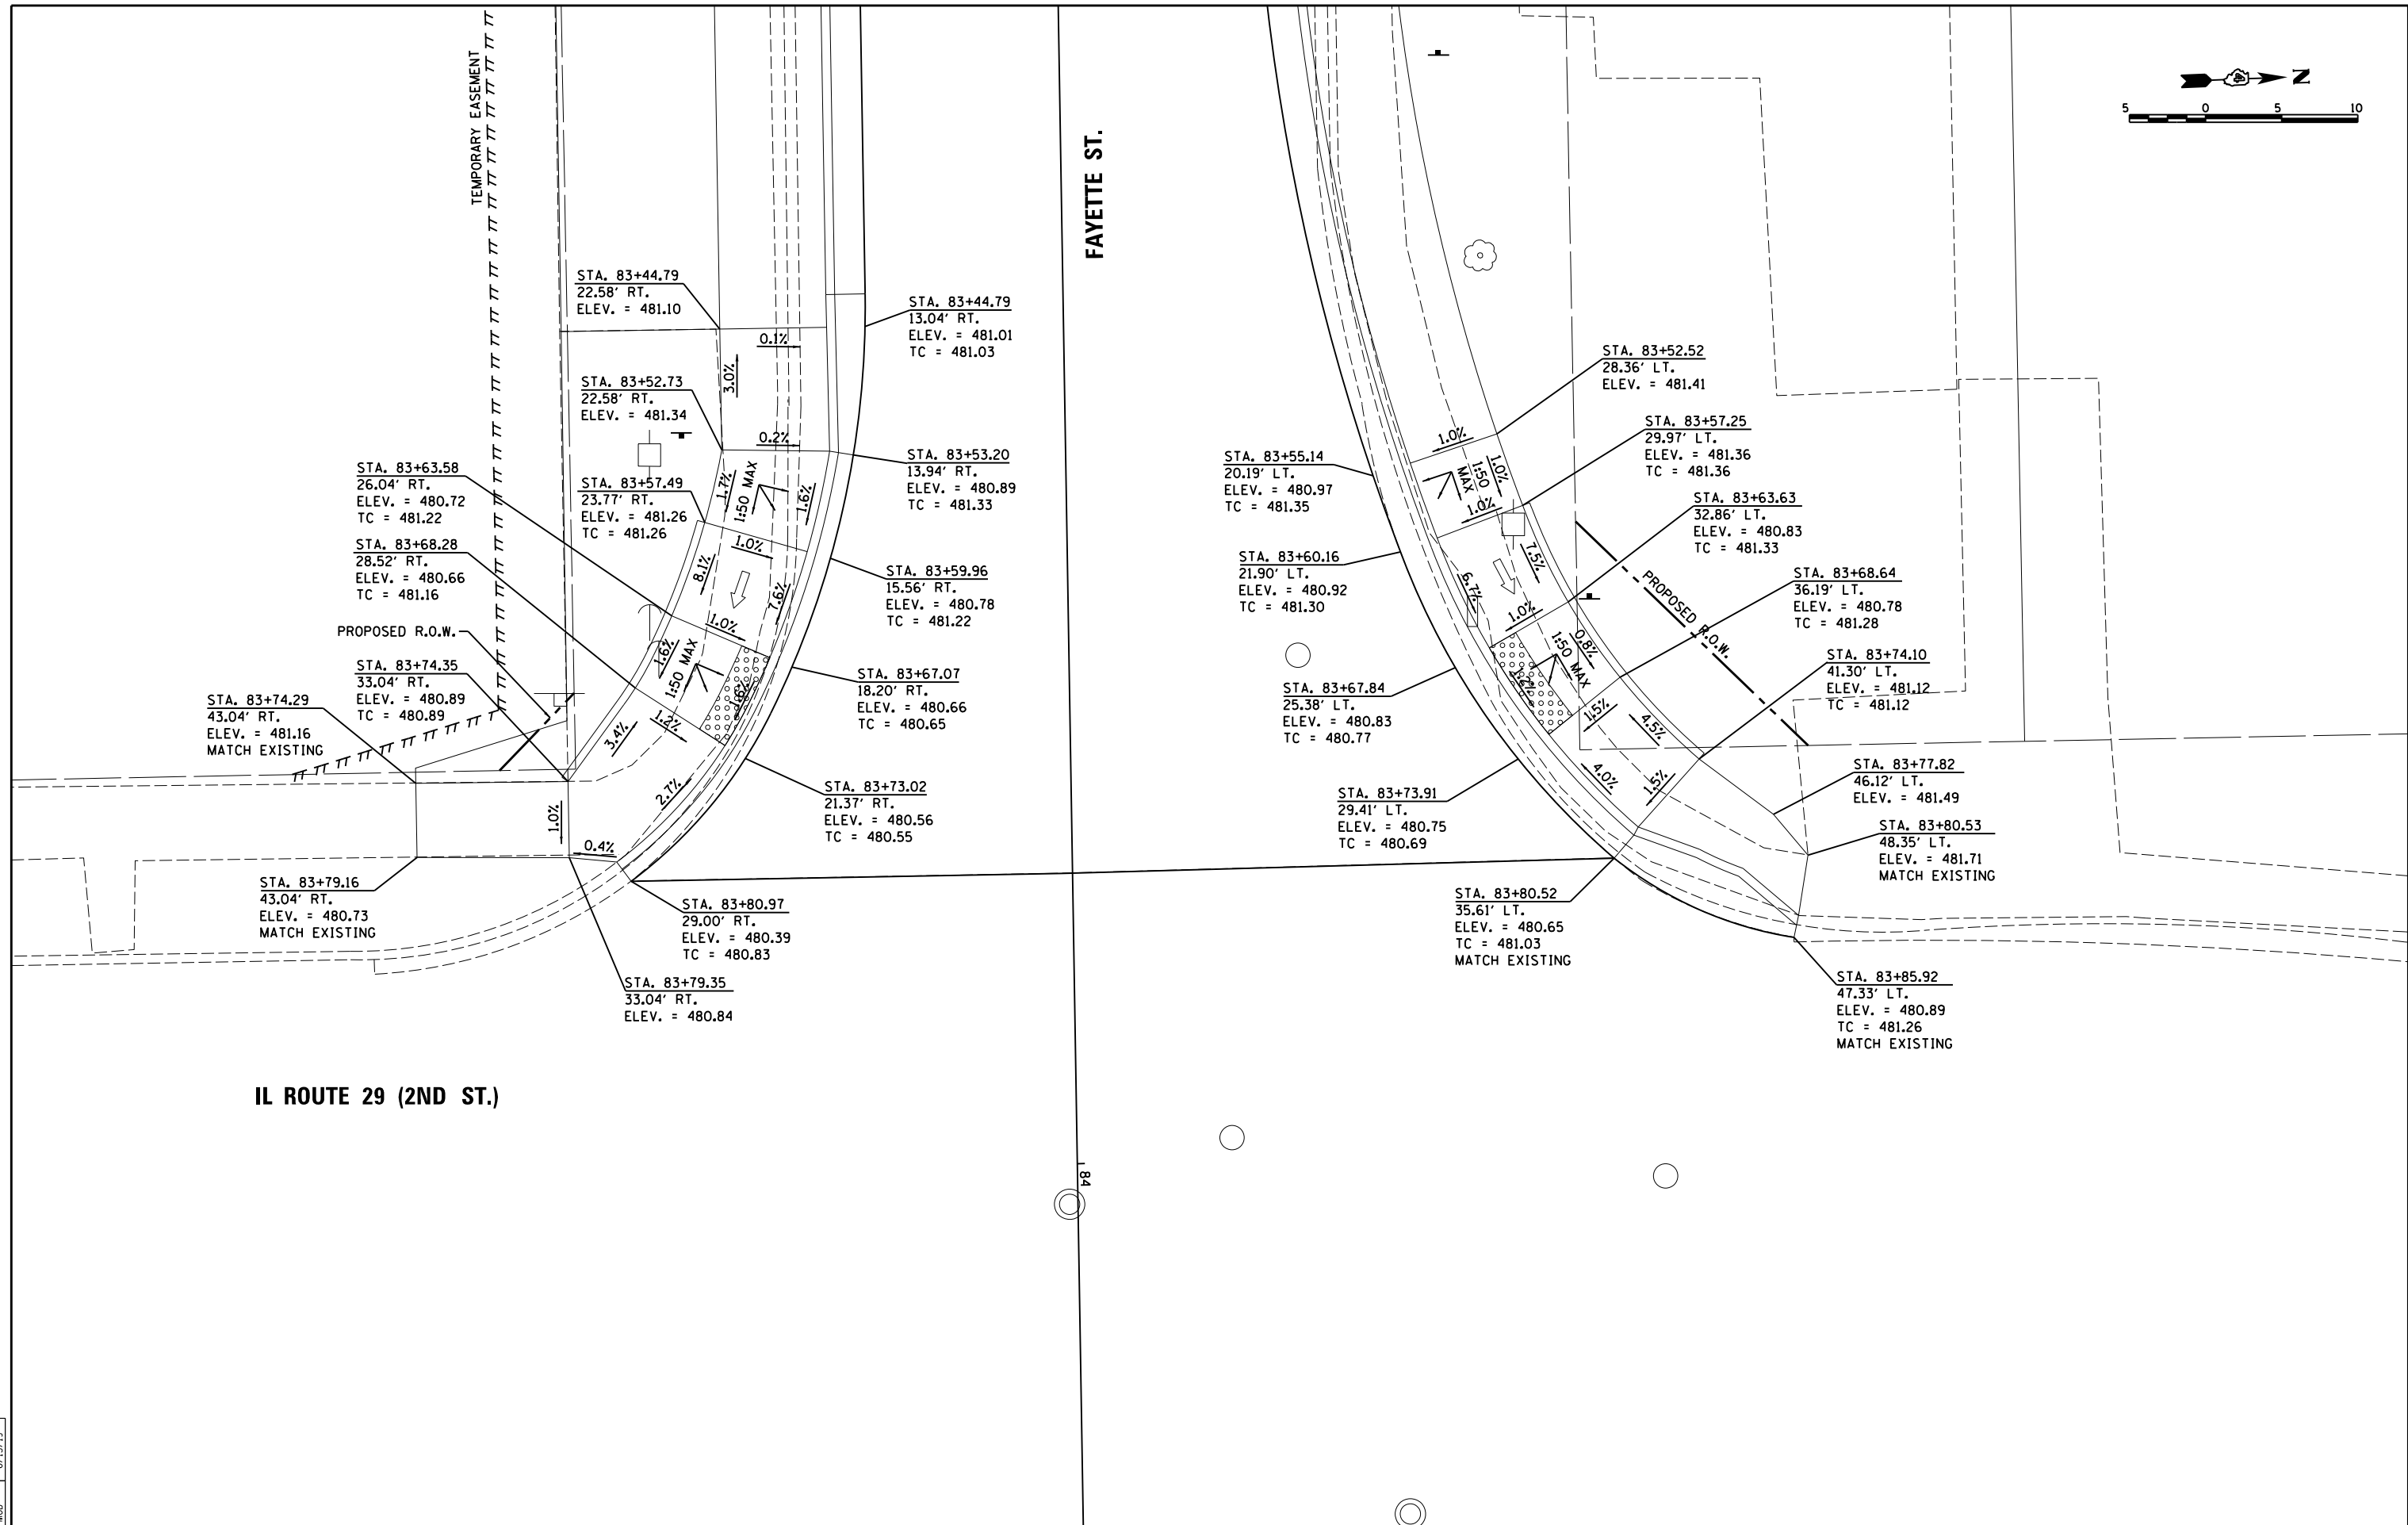 TEMPORARY EASEMENT
FAYETTE ST.
N
5 0 5 10
STA. 83+44.79
22.58' RT.
ELEV. = 481.10
STA. 83+44.79
13.04' RT.
ELEV. = 481.01
TC = 481.03
0.1%
3.0%
STA. 83+52.73
22.58' RT.
ELEV. = 481.34
0.2%
STA. 83+53.20
13.94' RT.
ELEV. = 480.89
TC = 481.33
STA. 83+63.58
26.04' RT.
ELEV. = 480.72
TC = 481.22
STA. 83+57.49
23.77' RT.
ELEV. = 481.26
TC = 481.26
1.7%
1:50 MAX
1.6%
1.0%
STA. 83+68.28
28.52' RT.
ELEV. = 480.66
TC = 481.16
8.1%
7.6%
STA. 83+59.96
15.56' RT.
ELEV. = 480.78
TC = 481.22
PROPOSED R.O.W.
1.0%
1.6%
1:50 MAX
1.6%
STA. 83+74.35
33.04' RT.
ELEV. = 480.89
TC = 480.89
STA. 83+67.07
18.20' RT.
ELEV. = 480.66
TC = 480.65
STA. 83+74.29
43.04' RT.
ELEV. = 481.16
MATCH EXISTING
1.2%
3.4%
2.7%
STA. 83+73.02
21.37' RT.
ELEV. = 480.56
TC = 480.55
1.0%
0.4%
STA. 83+79.16
43.04' RT.
ELEV. = 480.73
MATCH EXISTING
STA. 83+80.97
29.00' RT.
ELEV. = 480.39
TC = 480.83
STA. 83+79.35
33.04' RT.
ELEV. = 480.84
STA. 83+52.52
28.36' LT.
ELEV. = 481.41
1.0%
STA. 83+55.14
20.19' LT.
ELEV. = 480.97
TC = 481.35
1:50 MAX
1.0%
STA. 83+57.25
29.97' LT.
ELEV. = 481.36
TC = 481.36
1.0%
STA. 83+63.63
32.86' LT.
ELEV. = 480.83
TC = 481.33
STA. 83+60.16
21.90' LT.
ELEV. = 480.92
TC = 481.30
7.5%
6.7%
PROPOSED R.O.W.
STA. 83+68.64
36.19' LT.
ELEV. = 480.78
TC = 481.28
1.0%
0.8%
1:50 MAX
STA. 83+67.84
25.38' LT.
ELEV. = 480.83
TC = 480.77
STA. 83+74.10
41.30' LT.
ELEV. = 481.12
TC = 481.12
1.5%
4.5%
STA. 83+73.91
29.41' LT.
ELEV. = 480.75
TC = 480.69
4.0%
1.5%
STA. 83+77.82
46.12' LT.
ELEV. = 481.49
STA. 83+80.53
48.35' LT.
ELEV. = 481.71
MATCH EXISTING
STA. 83+80.52
35.61' LT.
ELEV. = 480.65
TC = 481.03
MATCH EXISTING
STA. 83+85.92
47.33' LT.
ELEV. = 480.89
TC = 481.26
MATCH EXISTING
IL ROUTE 29 (2ND ST.)
84